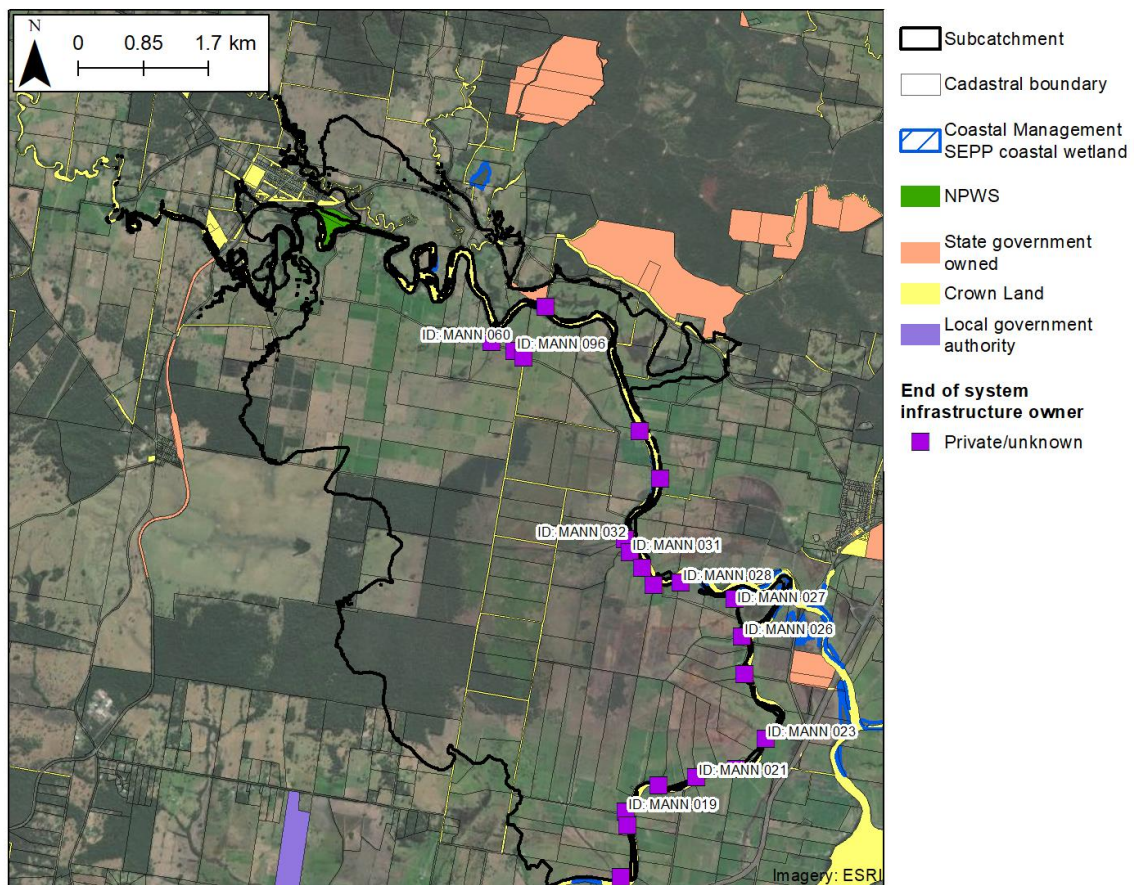 N
0 0.85 1.7 km
ID: MANN 060
ID: MANN 096
ID: MANN 032
ID: MANN 031
ID: MANN 028
ID: MANN 027
ID: MANN 026
ID: MANN 023
ID: MANN 021
ID: MANN 019
Imagery: ESRI
Subcatchment
Cadastral boundary
Coastal Management
SEPP coastal wetland
NPWS
State government
owned
Crown Land
Local government
authority
End of system
infrastructure owner
Private/unknown